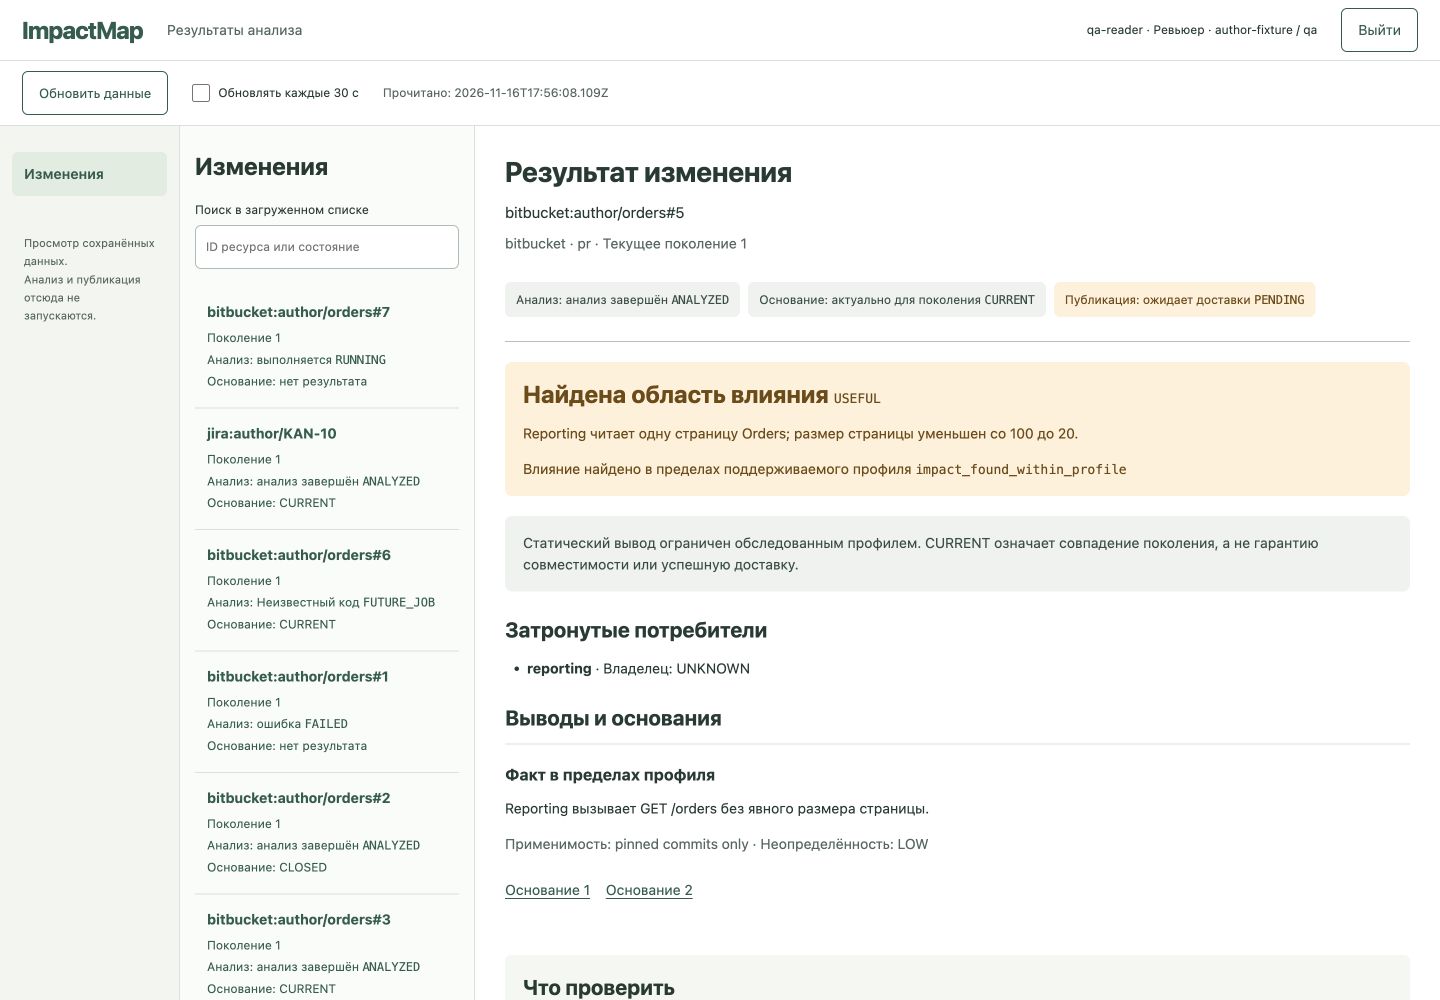 ImpactMap
Результаты анализа
qa-reader · Ревьюер · author-fixture / qa
Выйти
Обновить данные
Обновлять каждые 30 с
Прочитано: 2026-11-16T17:56:08.109Z
Изменения
Просмотр сохранённых
данных.
Анализ и публикация
отсюда не
запускаются.
Изменения
Поиск в загруженном списке
ID ресурса или состояние
bitbucket:author/orders#7
Поколение 1
Анализ: выполняется RUNNING
Основание: нет результата
jira:author/KAN-10
Поколение 1
Анализ: анализ завершён ANALYZED
Основание: CURRENT
bitbucket:author/orders#6
Поколение 1
Анализ: Неизвестный код FUTURE_JOB
Основание: CURRENT
bitbucket:author/orders#1
Поколение 1
Анализ: ошибка FAILED
Основание: нет результата
bitbucket:author/orders#2
Поколение 1
Анализ: анализ завершён ANALYZED
Основание: CLOSED
bitbucket:author/orders#3
Поколение 1
Анализ: анализ завершён ANALYZED
Основание: CURRENT
Результат изменения
bitbucket:author/orders#5
bitbucket · pr · Текущее поколение 1
Анализ: анализ завершён ANALYZED
Основание: актуально для поколения CURRENT
Публикация: ожидает доставки PENDING
Найдена область влияния USEFUL
Reporting читает одну страницу Orders; размер страницы уменьшен со 100 до 20.
Влияние найдено в пределах поддерживаемого профиля impact_found_within_profile
Статический вывод ограничен обследованным профилем. CURRENT означает совпадение поколения, а не гарантию
совместимости или успешную доставку.
Затронутые потребители
• reporting · Владелец: UNKNOWN
Выводы и основания
Факт в пределах профиля
Reporting вызывает GET /orders без явного размера страницы.
Применимость: pinned commits only · Неопределённость: LOW
Основание 1 Основание 2
Что проверить